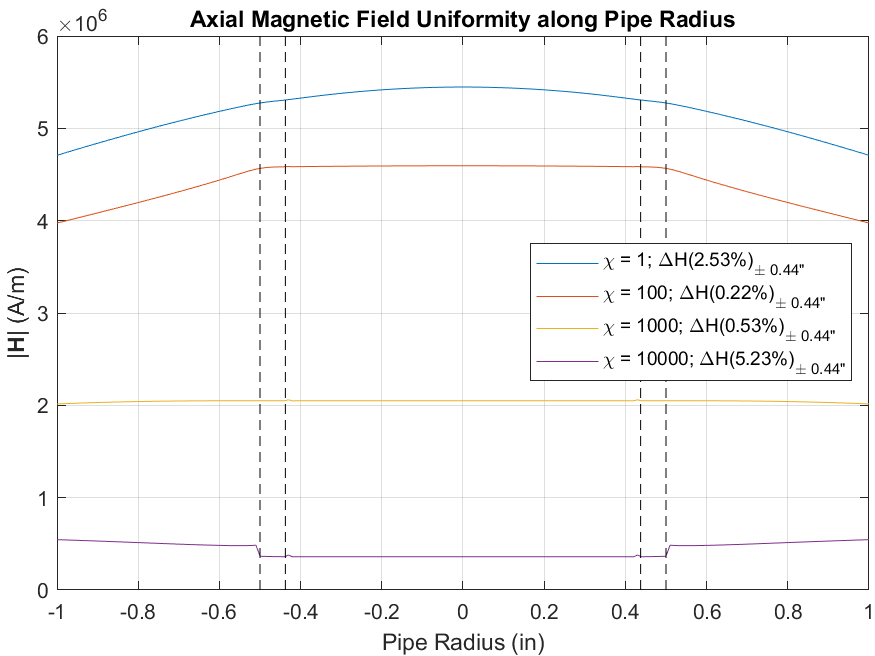 Axial Magnetic Field Uniformity along Pipe Radius
×10⁶
6
5
4
3
2
1
0
|H| (A/m)
χ = 1; ΔH(2.53%)± 0.44"
χ = 100; ΔH(0.22%)± 0.44"
χ = 1000; ΔH(0.53%)± 0.44"
χ = 10000; ΔH(5.23%)± 0.44"
-1 -0.8 -0.6 -0.4 -0.2 0 0.2 0.4 0.6 0.8 1
Pipe Radius (in)